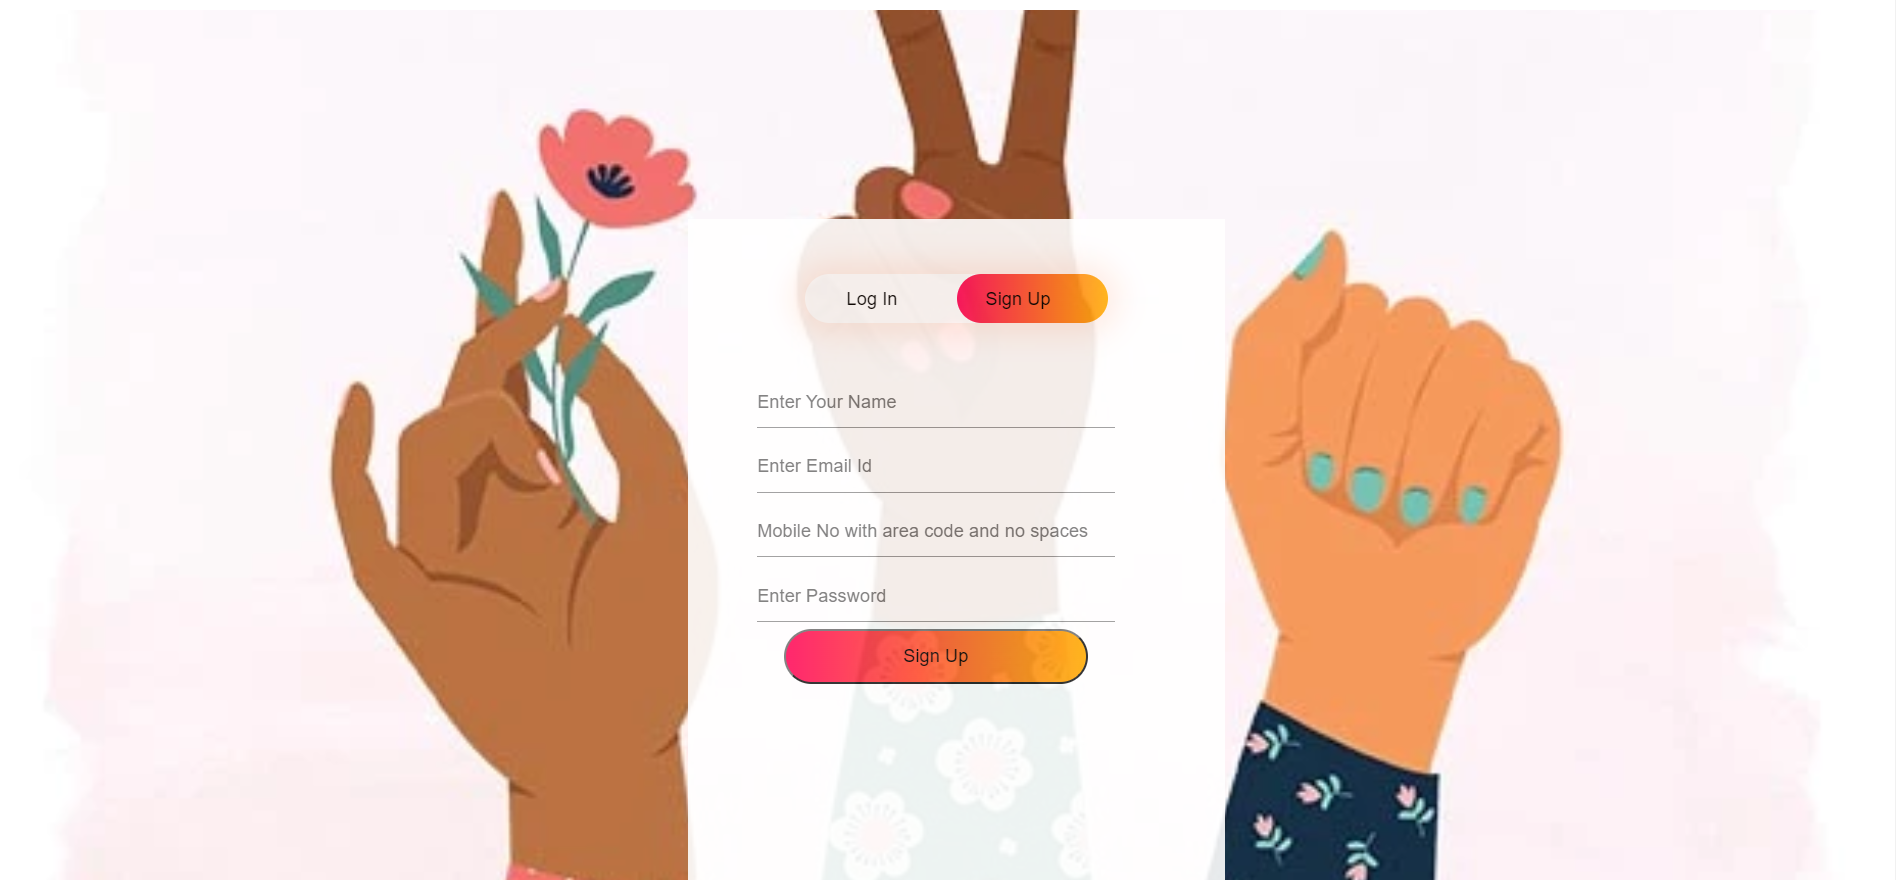 Log In
Sign Up
Enter Your Name
Enter Email Id
Mobile No with area code and no spaces
Enter Password
Sign Up